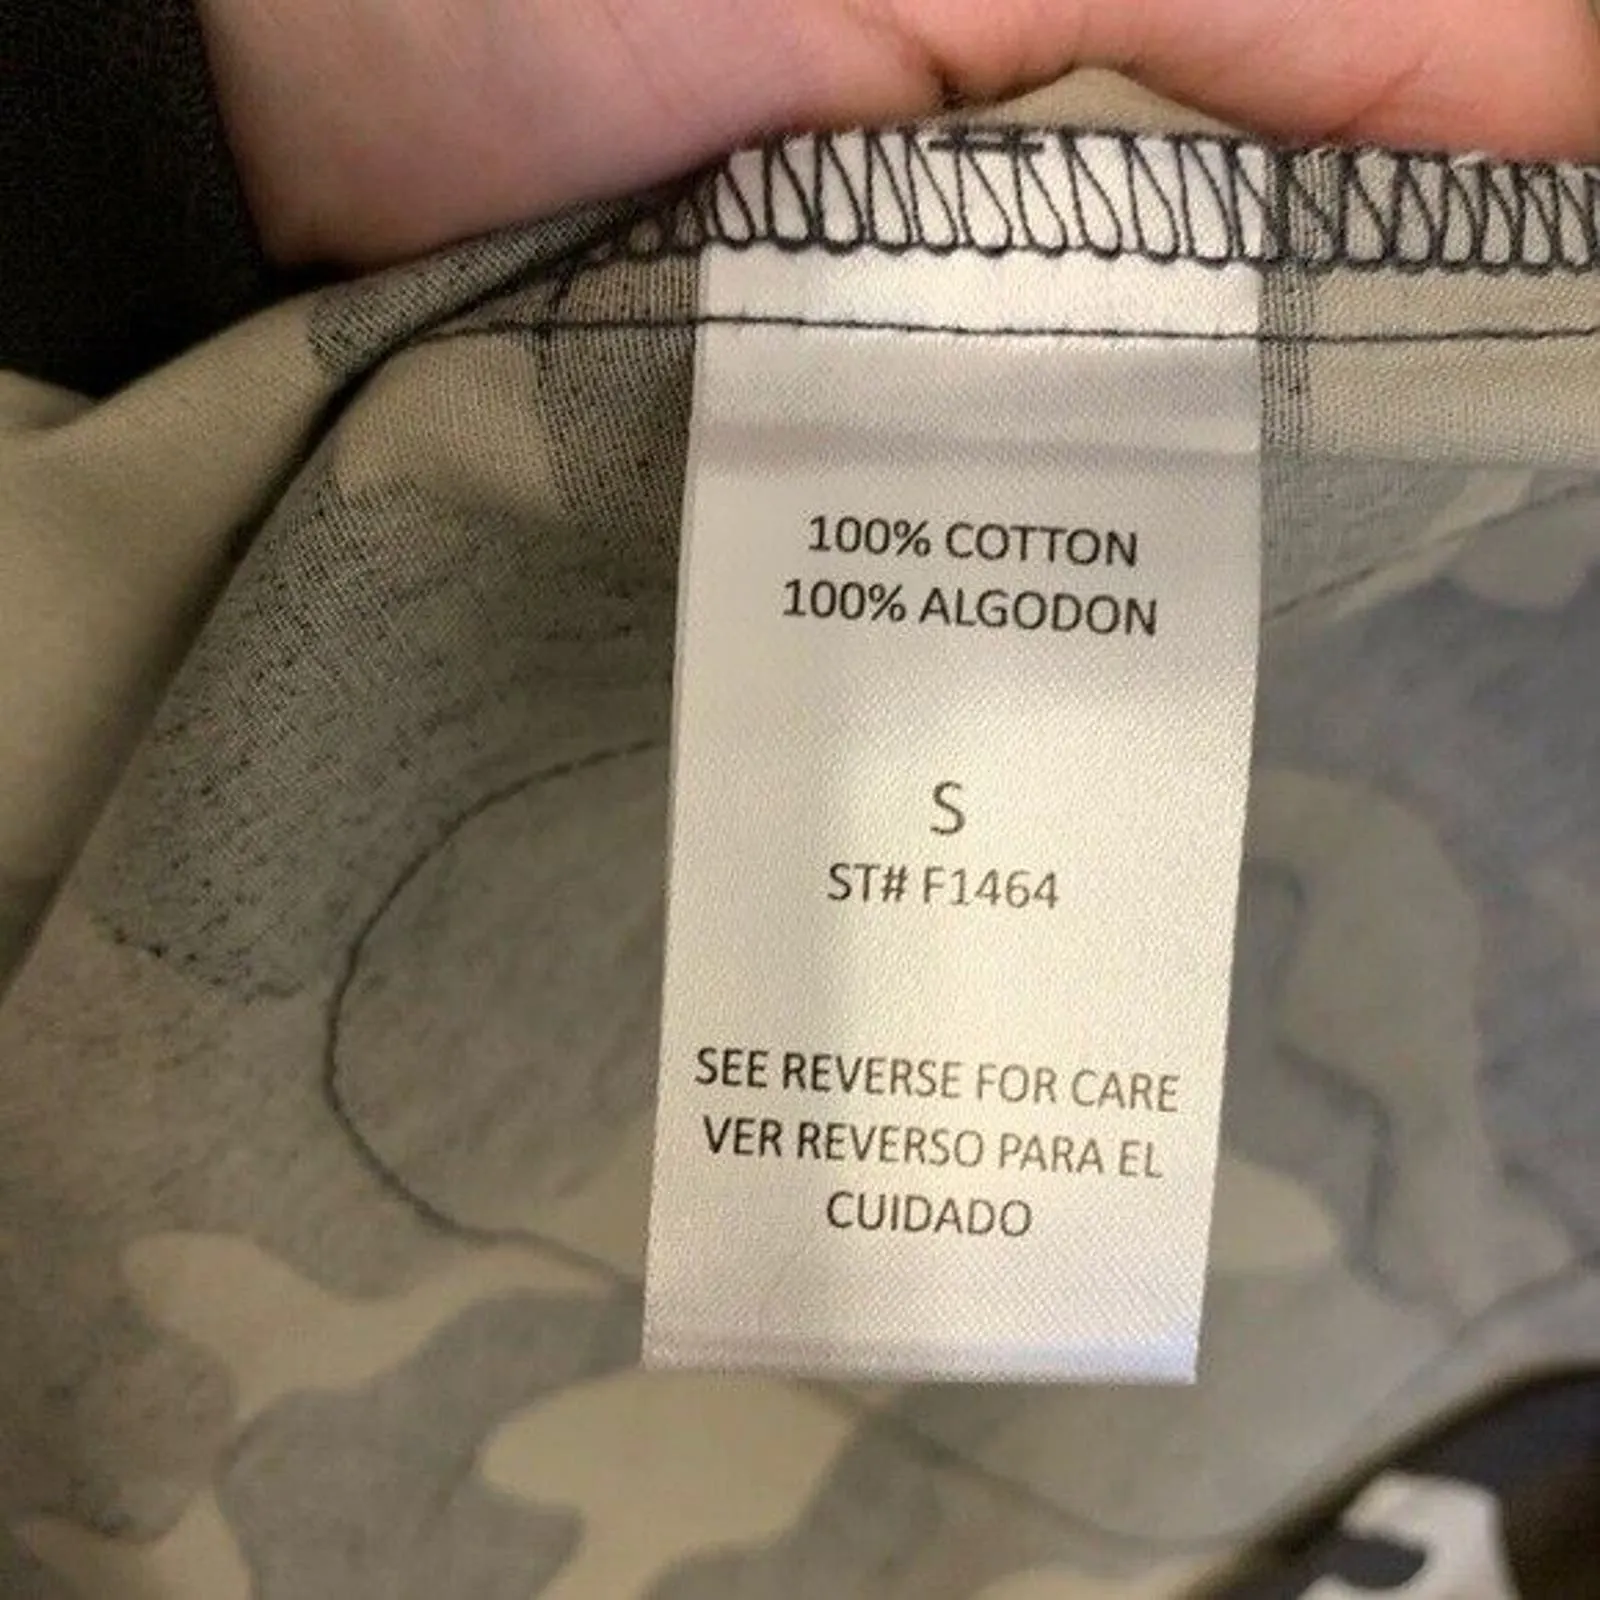 100% COTTON
100% ALGODON
S
ST# F1464
SEE REVERSE FOR CARE
VER REVERSO PARA EL
CUIDADO